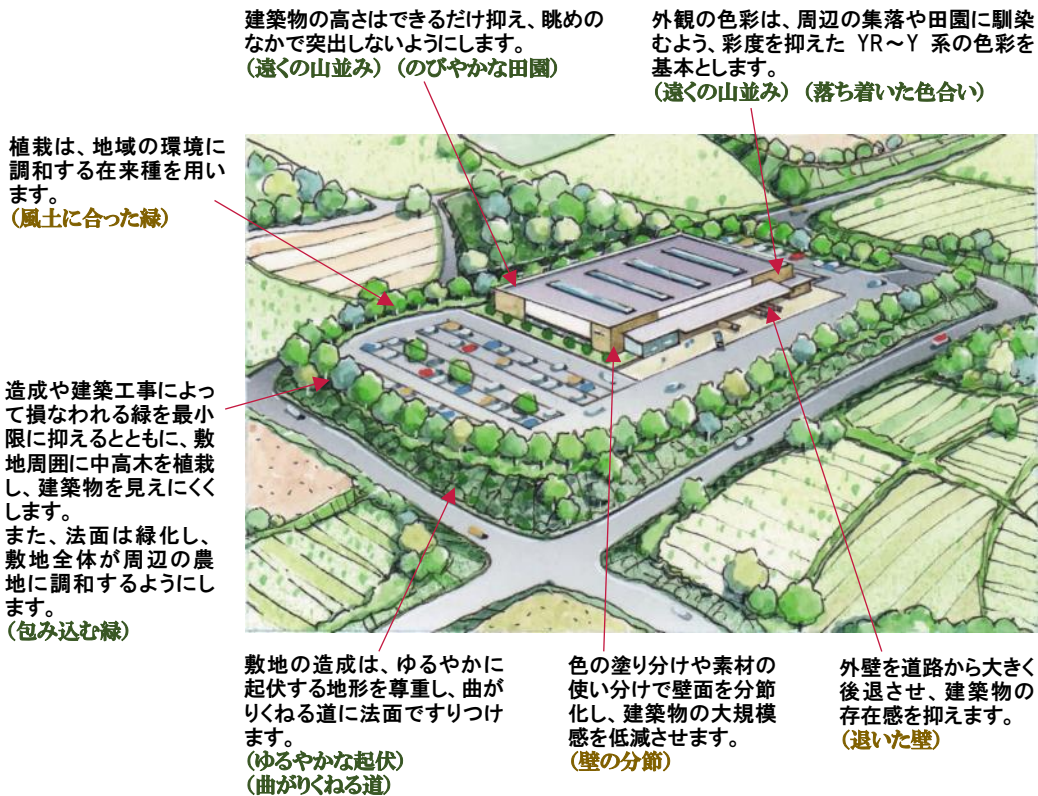 建築物の高さはできるだけ抑え、眺めの
なかで突出しないようにします。
(遠くの山並み) (のびやかな田園)
外観の色彩は、周辺の集落や田園に馴染
むよう、彩度を抑えた YR~Y 系の色彩を
基本とします。
(遠くの山並み) (落ち着いた色合い)
植栽は、地域の環境に
調和する在来種を用い
ます。
(風土に合った緑)
造成や建築工事によっ
て損なわれる緑を最小
限に抑えるとともに、敷
地周囲に中高木を植栽
し、建築物を見えにくく
します。
また、法面は緑化し、
敷地全体が周辺の農
地に調和するようにし
ます。
(包み込む緑)
敷地の造成は、ゆるやかに
起伏する地形を尊重し、曲が
りくねる道に法面ですりつけ
ます。
(ゆるやかな起伏)
(曲がりくねる道)
色の塗り分けや素材の
使い分けで壁面を分節
化し、建築物の大規模
感を低減させます。
(壁の分節)
外壁を道路から大きく
後退させ、建築物の
存在感を抑えます。
(退いた壁)